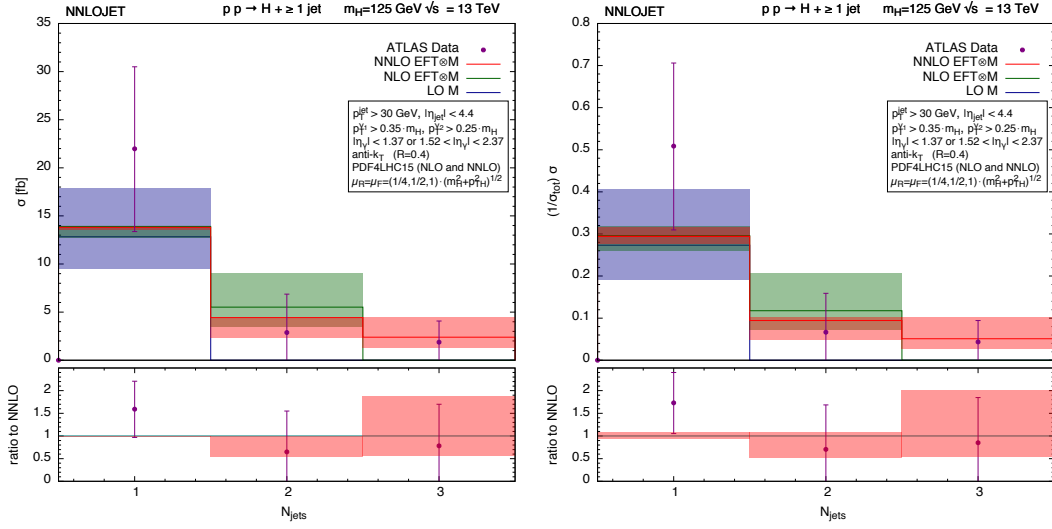 NNLOJET p p → H + ≥ 1 jet m_H=125 GeV √s = 13 TeV
35
30
25
20
15
10
5
0
σ [fb]
ATLAS Data
NNLO EFT⊗M
NLO EFT⊗M
LO M
p_T^jet > 30 GeV, |η_jet| < 4.4
p_T^γ1 > 0.35·m_H, p_T^γ2 > 0.25·m_H
|η_γ| < 1.37 or 1.52 < |η_γ| < 2.37
anti-k_T (R=0.4)
PDF4LHC15 (NLO and NNLO)
μ_R=μ_F=(1/4,1/2,1)·(m_H^2+p_TH^2)^1/2
2
1.5
1
0.5
0
ratio to NNLO
1 2 3
N_jets
NNLOJET p p → H + ≥ 1 jet m_H=125 GeV √s = 13 TeV
0.8
0.7
0.6
0.5
0.4
0.3
0.2
0.1
0
(1/σ_tot) σ
ATLAS Data
NNLO EFT⊗M
NLO EFT⊗M
LO M
p_T^jet > 30 GeV, |η_jet| < 4.4
p_T^γ1 > 0.35·m_H, p_T^γ2 > 0.25·m_H
|η_γ| < 1.37 or 1.52 < |η_γ| < 2.37
anti-k_T (R=0.4)
PDF4LHC15 (NLO and NNLO)
μ_R=μ_F=(1/4,1/2,1)·(m_H^2+p_TH^2)^1/2
2
1.5
1
0.5
0
ratio to NNLO
1 2 3
N_jets